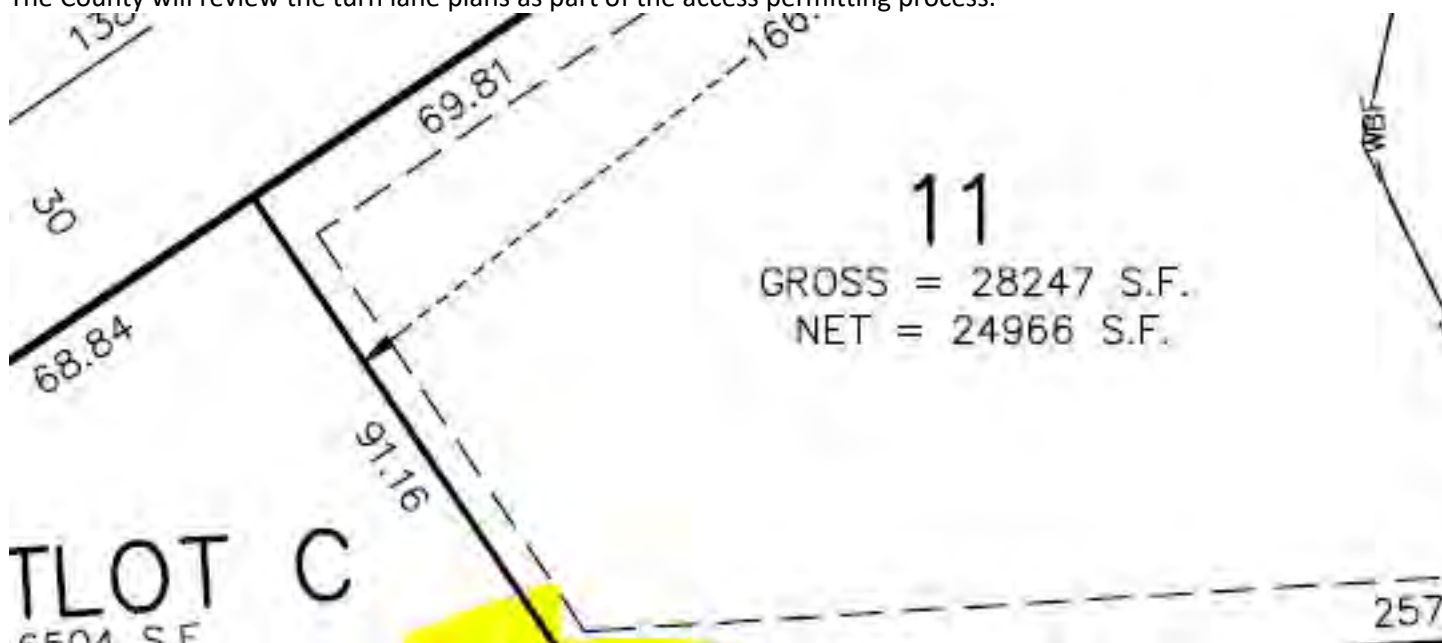 The County will review the turn lane plans as part of the access permitting process.
69.81
30
11
GROSS = 28247 S.F.
NET = 24966 S.F.
WBF
68.84
91.16
TLOT C
6504 S.F.
257